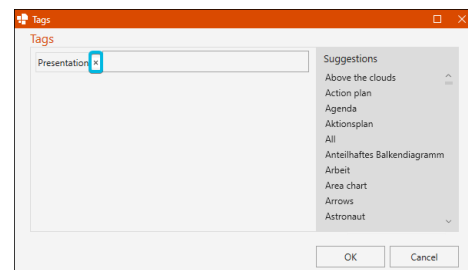 Tags
Tags
Presentation ×
Suggestions
Above the clouds
Action plan
Agenda
Aktionsplan
All
Anteilhaftes Balkendiagramm
Arbeit
Area chart
Arrows
Astronaut
OK
Cancel